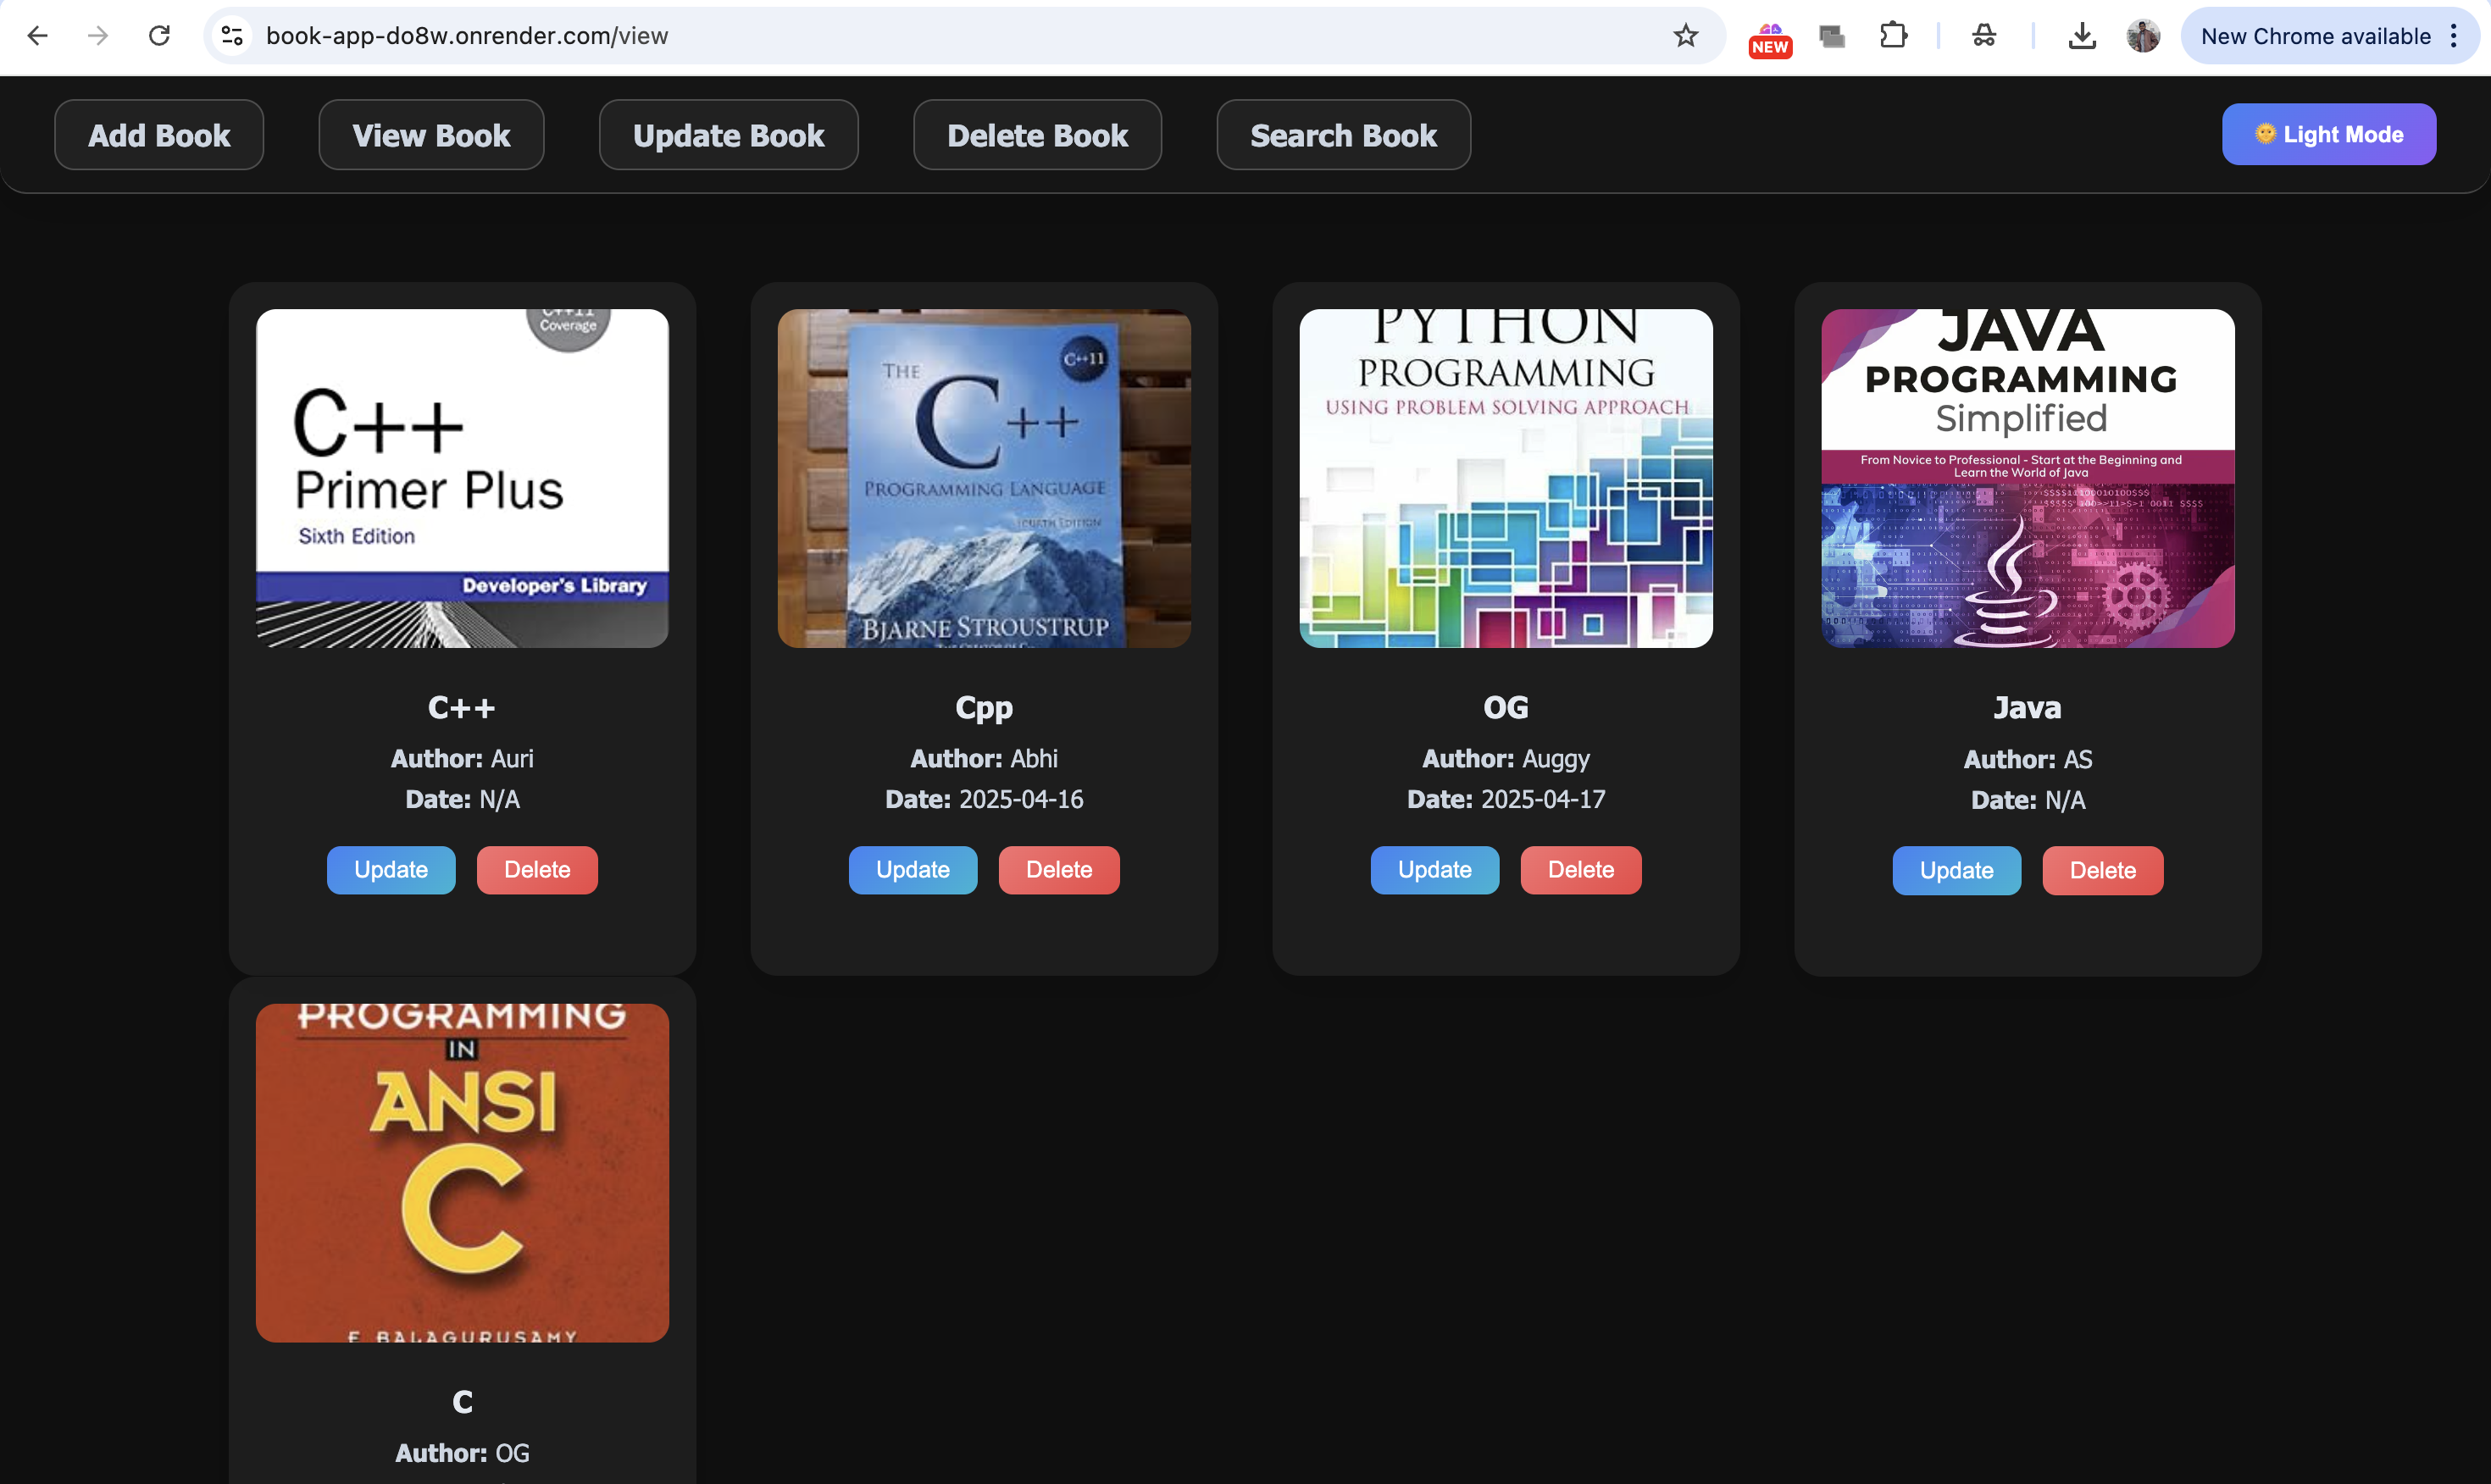 book-app-do8w.onrender.com/view
NEW
New Chrome available
Add Book
View Book
Update Book
Delete Book
Search Book
🌞 Light Mode
C++11
Coverage
C++
Primer Plus
Sixth Edition
Developer's Library
C++
Author: Auri
Date: N/A
Update
Delete
THE
C++11
C++
PROGRAMMING LANGUAGE
FOURTH EDITION
BJARNE STROUSTRUP
Cpp
Author: Abhi
Date: 2025-04-16
Update
Delete
PYTHON
PROGRAMMING
USING PROBLEM SOLVING APPROACH
OG
Author: Auggy
Date: 2025-04-17
Update
Delete
JAVA
PROGRAMMING
Simplified
From Novice to Professional - Start at the Beginning and
Learn the World of Java
Java
Author: AS
Date: N/A
Update
Delete
PROGRAMMING
IN
ANSI
C
E BALAGURUSAMY
C
Author: OG